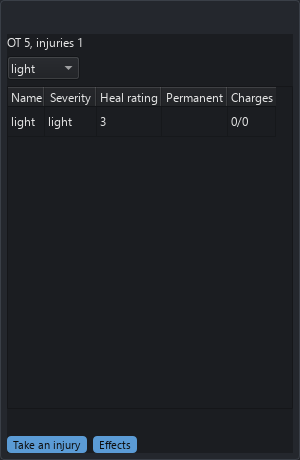 OT 5, injuries 1
light
Name Severity Heal rating Permanent Charges
light light 3 0/0
Take an injury Effects